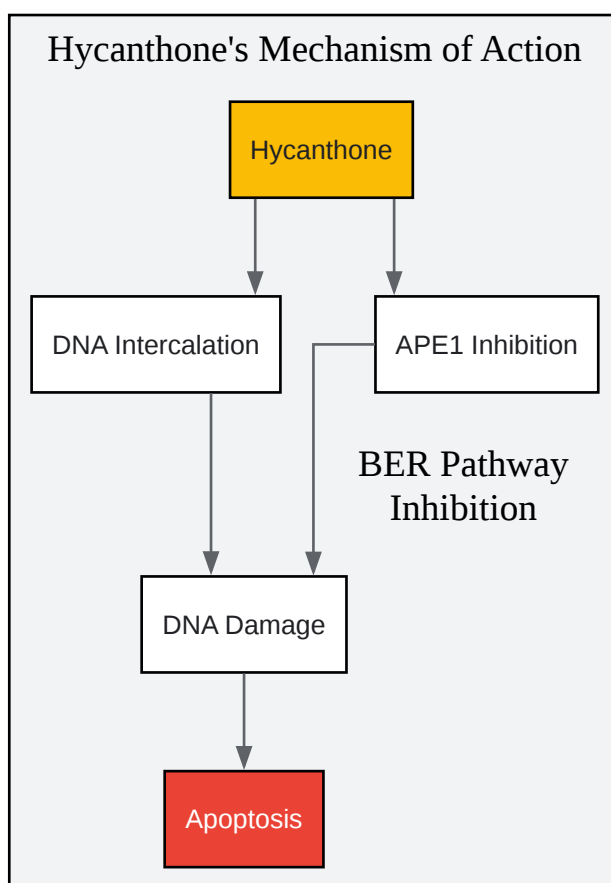 Hycanthone's Mechanism of Action
Hycanthone
DNA Intercalation
APE1 Inhibition
BER Pathway
Inhibition
DNA Damage
Apoptosis